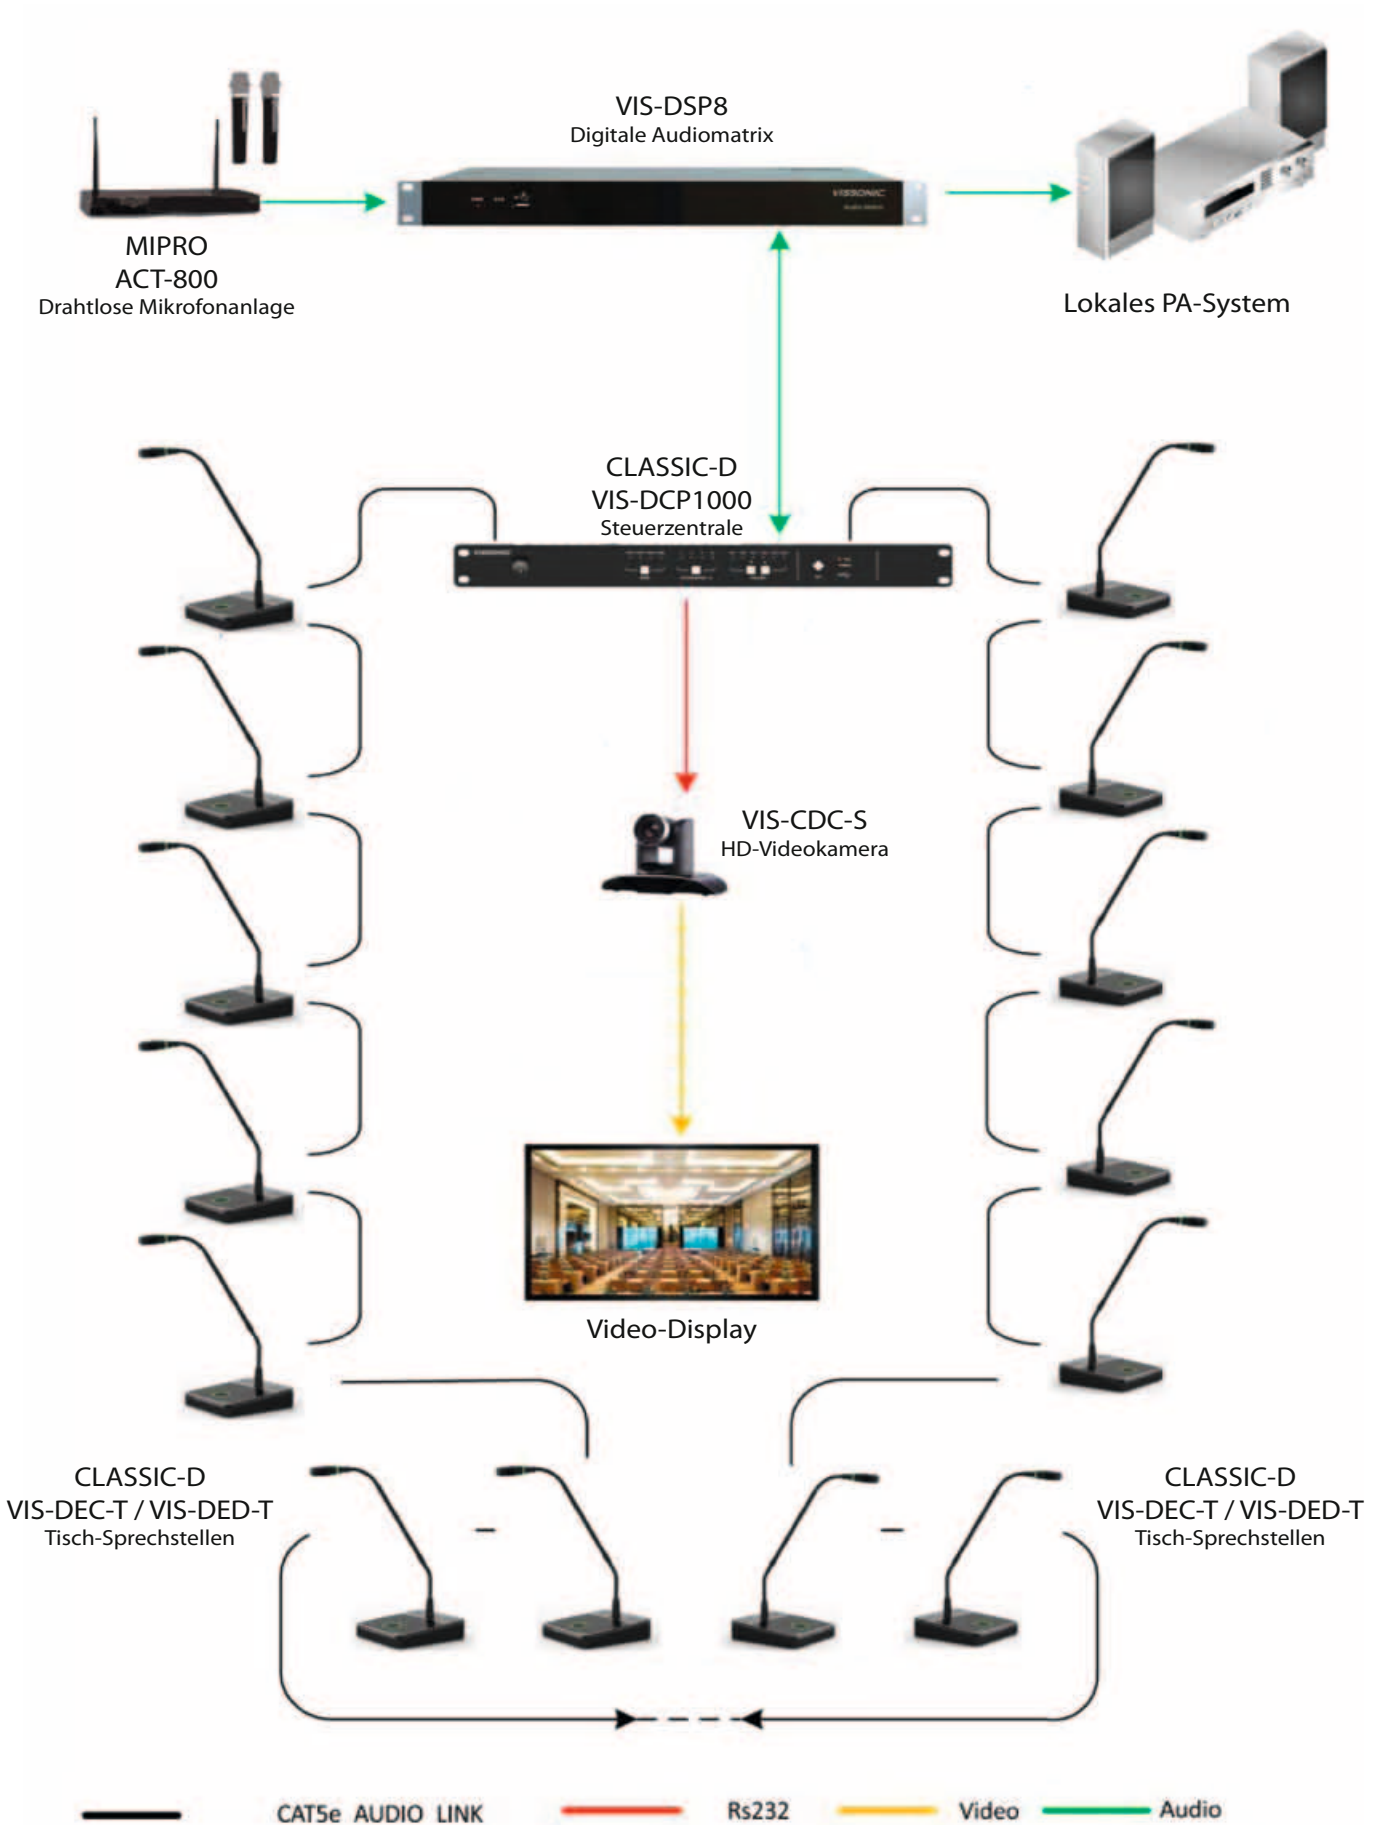 VIS-DSP8
Digitale Audiomatrix
VISSONIC
MIPRO
ACT-800
Drahtlose Mikrofonanlage
Lokales PA-System
CLASSIC-D
VIS-DCP1000
Steuerzentrale
VIS-CDC-S
HD-Videokamera
Video-Display
CLASSIC-D
VIS-DEC-T / VIS-DED-T
Tisch-Sprechstellen
CLASSIC-D
VIS-DEC-T / VIS-DED-T
Tisch-Sprechstellen
CAT5e AUDIO LINK
Rs232
Video
Audio